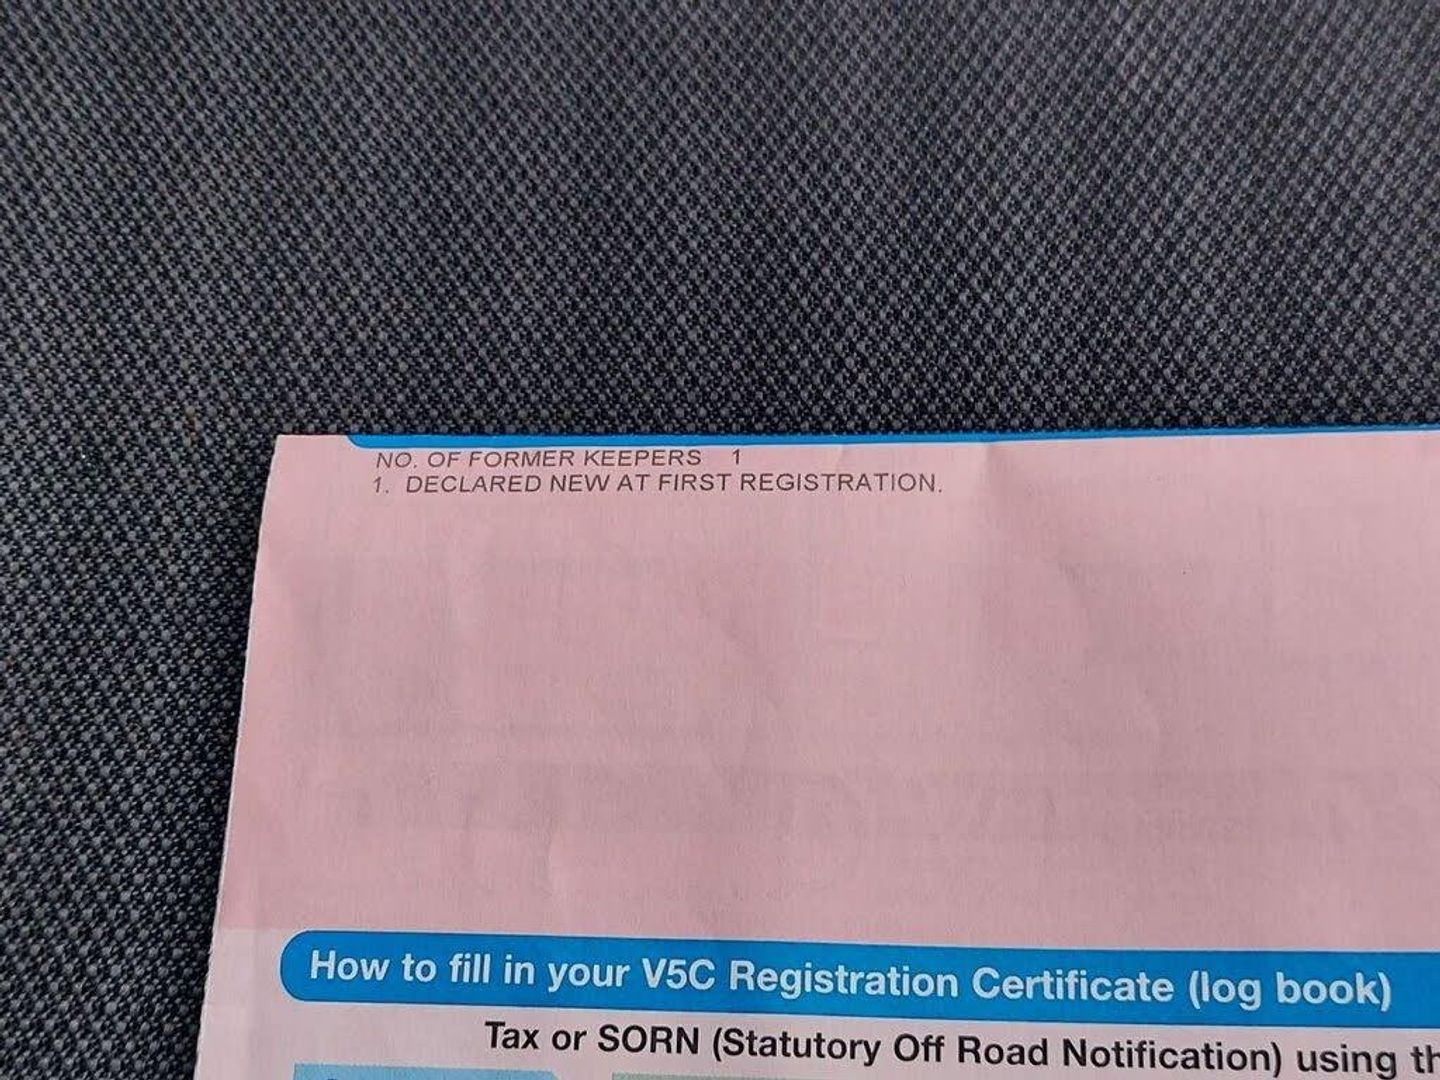 NO. OF FORMER KEEPERS 1
1. DECLARED NEW AT FIRST REGISTRATION.
How to fill in your V5C Registration Certificate (log book)
Tax or SORN (Statutory Off Road Notification) using